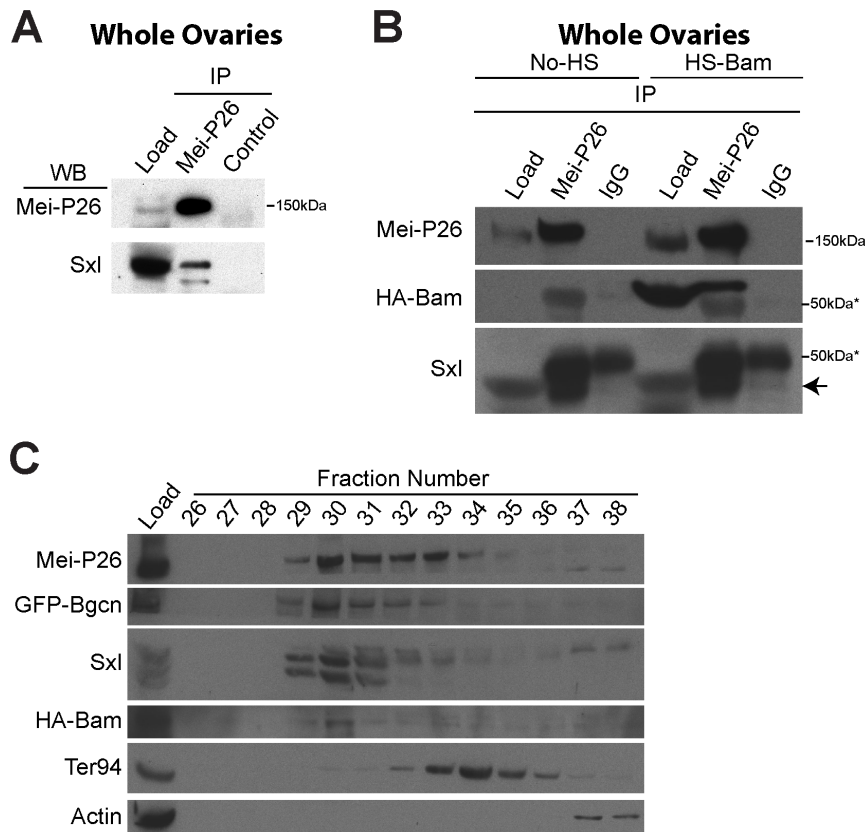 A
Whole Ovaries
IP
Load
Mei-P26
Control
WB
Mei-P26
-150kDa
Sxl
B
Whole Ovaries
No-HS
HS-Bam
IP
Load
Mei-P26
IgG
Load
Mei-P26
IgG
Mei-P26
-150kDa
HA-Bam
50kDa*
Sxl
-50kDa*
C
Fraction Number
Load 26 27 28 29 30 31 32 33 34 35 36 37 38
Mei-P26
GFP-Bgcn
Sxl
HA-Bam
Ter94
Actin